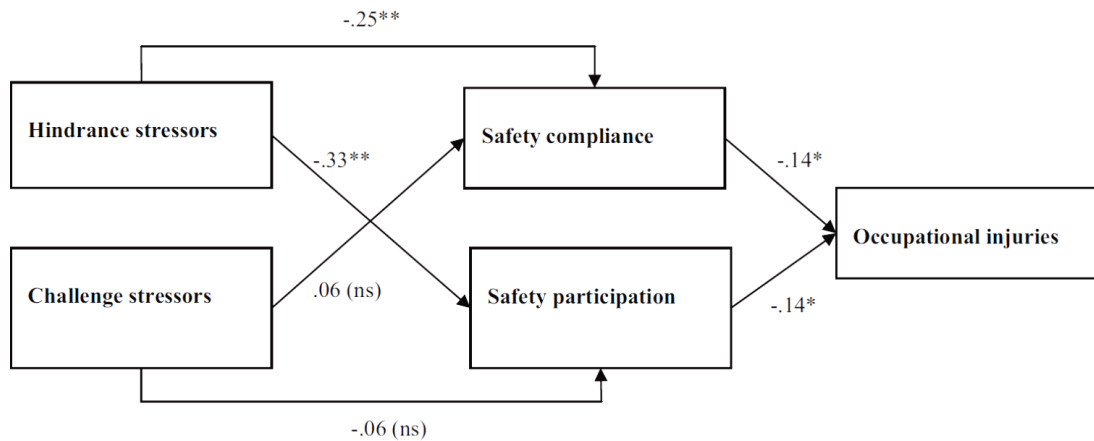 -.25**
Hindrance stressors
Safety compliance
-.33**
-.14*
Occupational injuries
Challenge stressors
.06 (ns)
Safety participation
-.14*
-.06 (ns)